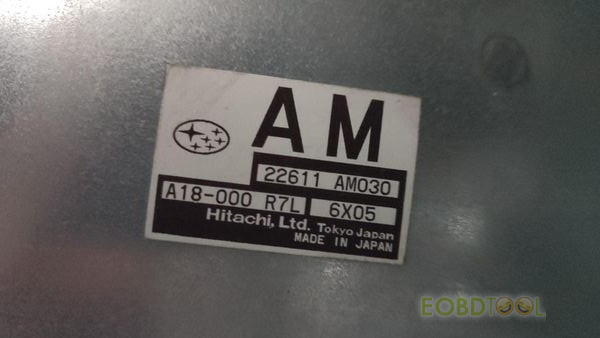 AM
22611 AM030
A18-000 R7L 6X05
Hitachi, Ltd. Tokyo Japan
MADE IN JAPAN
EOBDTOOL